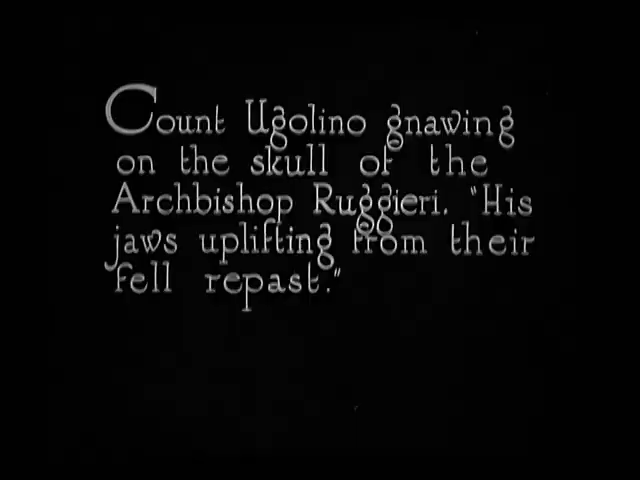 Count Ugolino gnawing
on the skull of the
Archbishop Ruggieri. "His
jaws uplifting from their
fell repast."